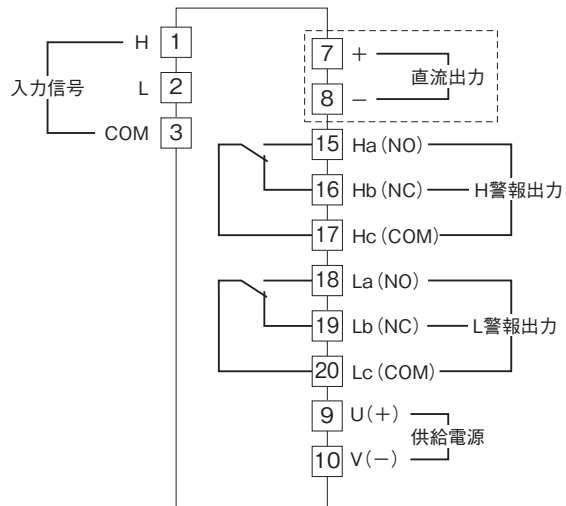 H 1
入力信号
L 2
COM 3
7 +
直流出力
8 −
15 Ha(NO)
16 Hb(NC) H警報出力
17 Hc(COM)
18 La(NO)
19 Lb(NC) L警報出力
20 Lc(COM)
9 U(+)
供給電源
10 V(−)